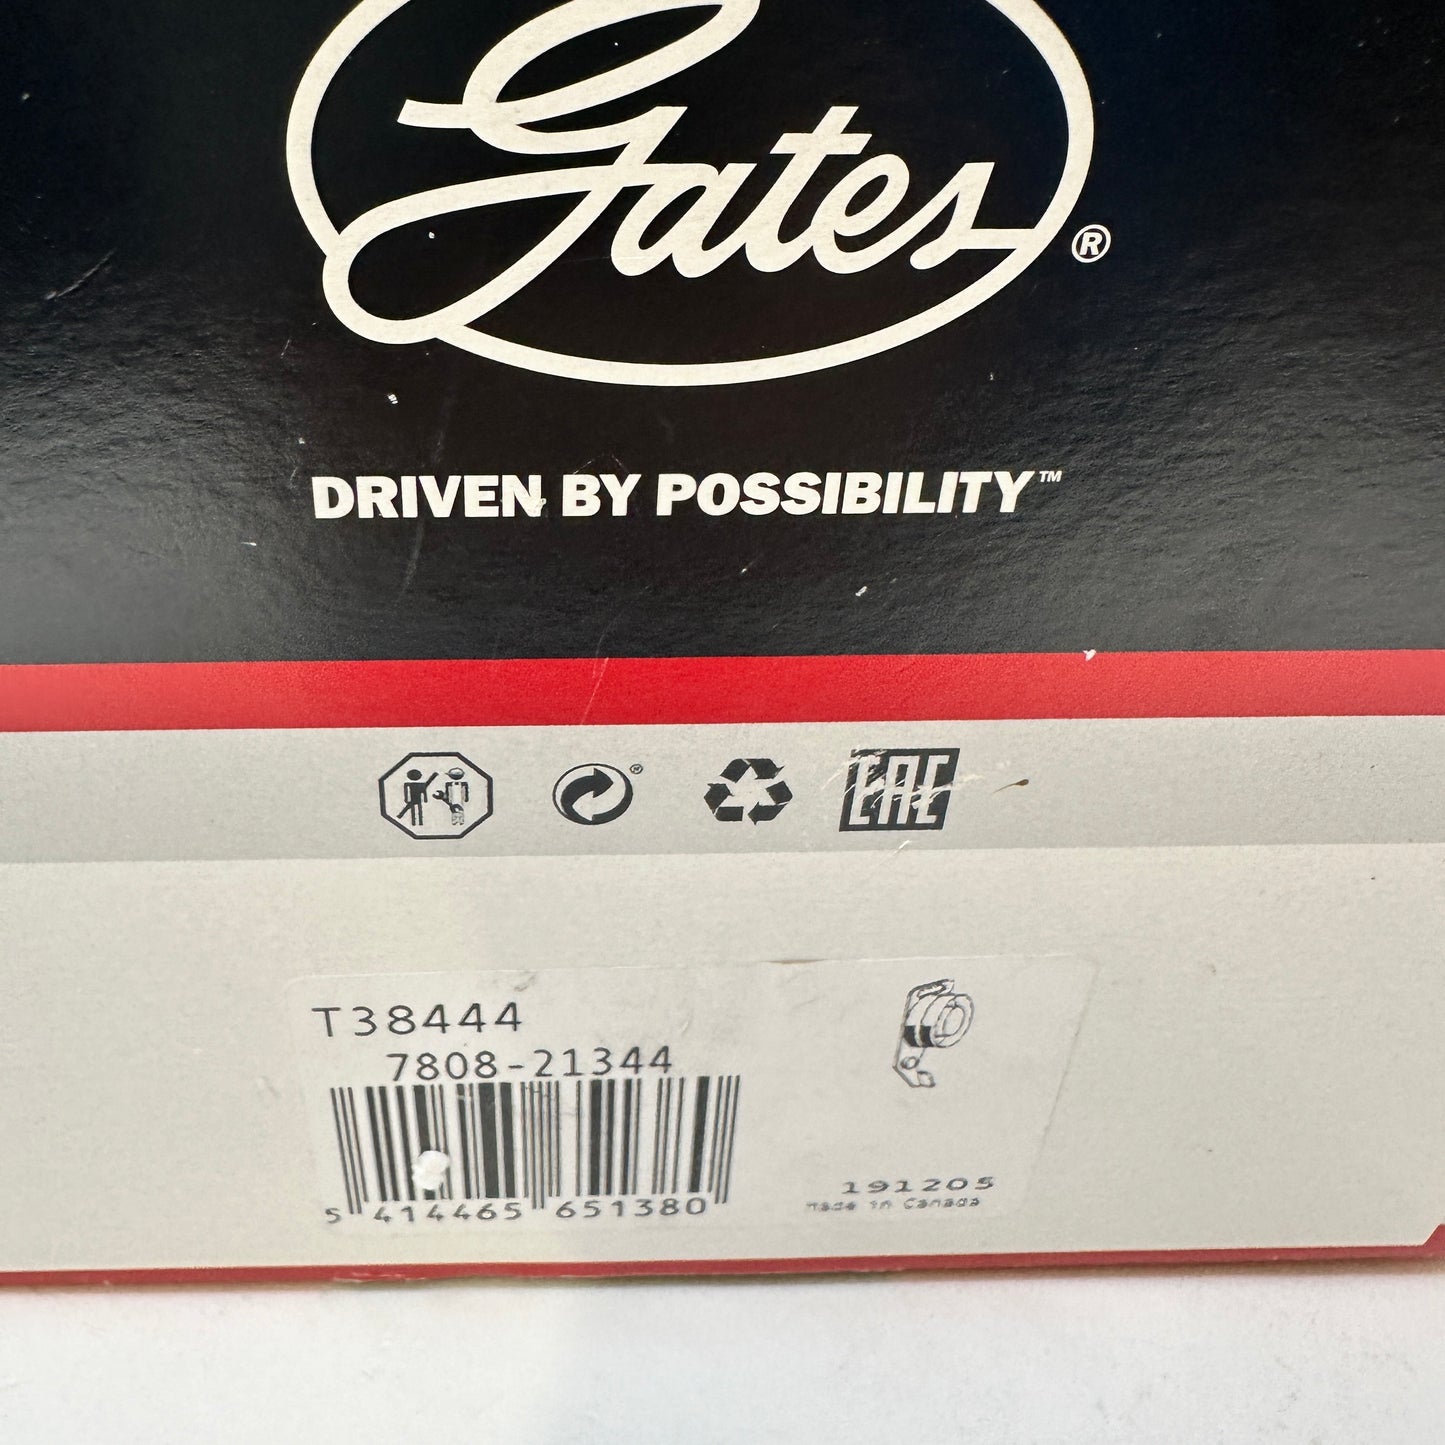 Gates®
DRIVEN BY POSSIBILITY™
®
EAC
T38444
7808-21344
5 414465 651380
191205
Made in Canada